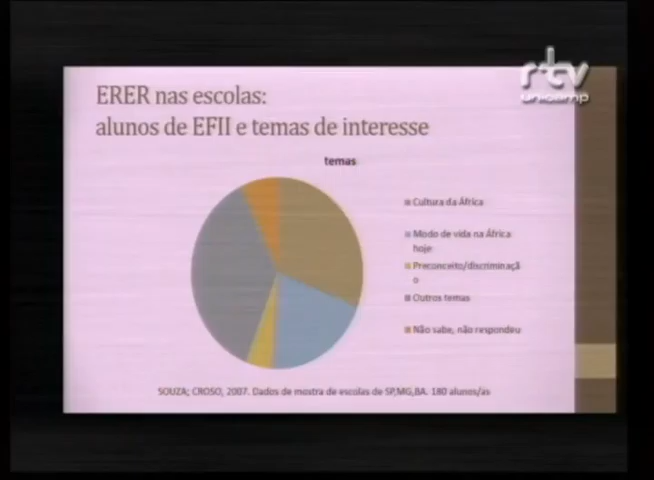 rtv
unicamp
ERER nas escolas:
alunos de EFII e temas de interesse
temas
Cultura da África
Modo de vida na África
hoje
Preconceito/discriminaçã
o
Outros temas
Não sabe, não respondeu
SOUZA; CROSO, 2007. Dados de mostra de escolas de SP,MG,BA. 180 alunos/as